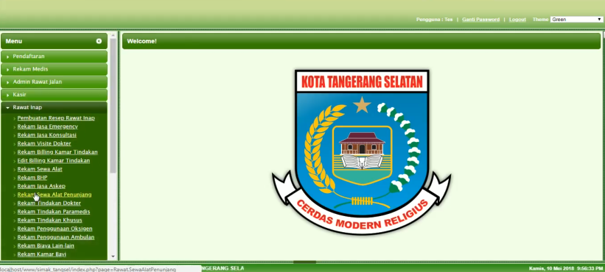 Pengguna : Tea | Ganti Password | Logout Theme Green
Menu
Welcome!
Pendaftaran
Rekam Medis
Admin Rawat Jalan
Kasir
Rawat Inap
Pembuatan Resep Rawat Inap
Rekam Jasa Emergency
Rekam Jasa Konsultasi
Rekam Visite Dokter
Rekam Billing Kamar Tindakan
Edit Billing Kamar Tindakan
Rekam Sewa Alat
Rekam BHP
Rekam Jasa Askep
Rekam Sewa Alat Penunjang
Rekam Tindakan Dokter
Rekam Tindakan Paramedis
Rekam Tindakan Khusus
Rekam Penggunaan Oksigen
Rekam Penggunaan Ambulan
Rekam Biaya Lain-lain
Rekam Kamar Bayi
KOTA TANGERANG SELATAN
CERDAS MODERN RELIGIUS
localhost/www/simak_tangsel/index.php?page=RawatSewaAlatPenunjang
NGERANG SELA
Kamis, 10 Mei 2018 9:56:33 PM